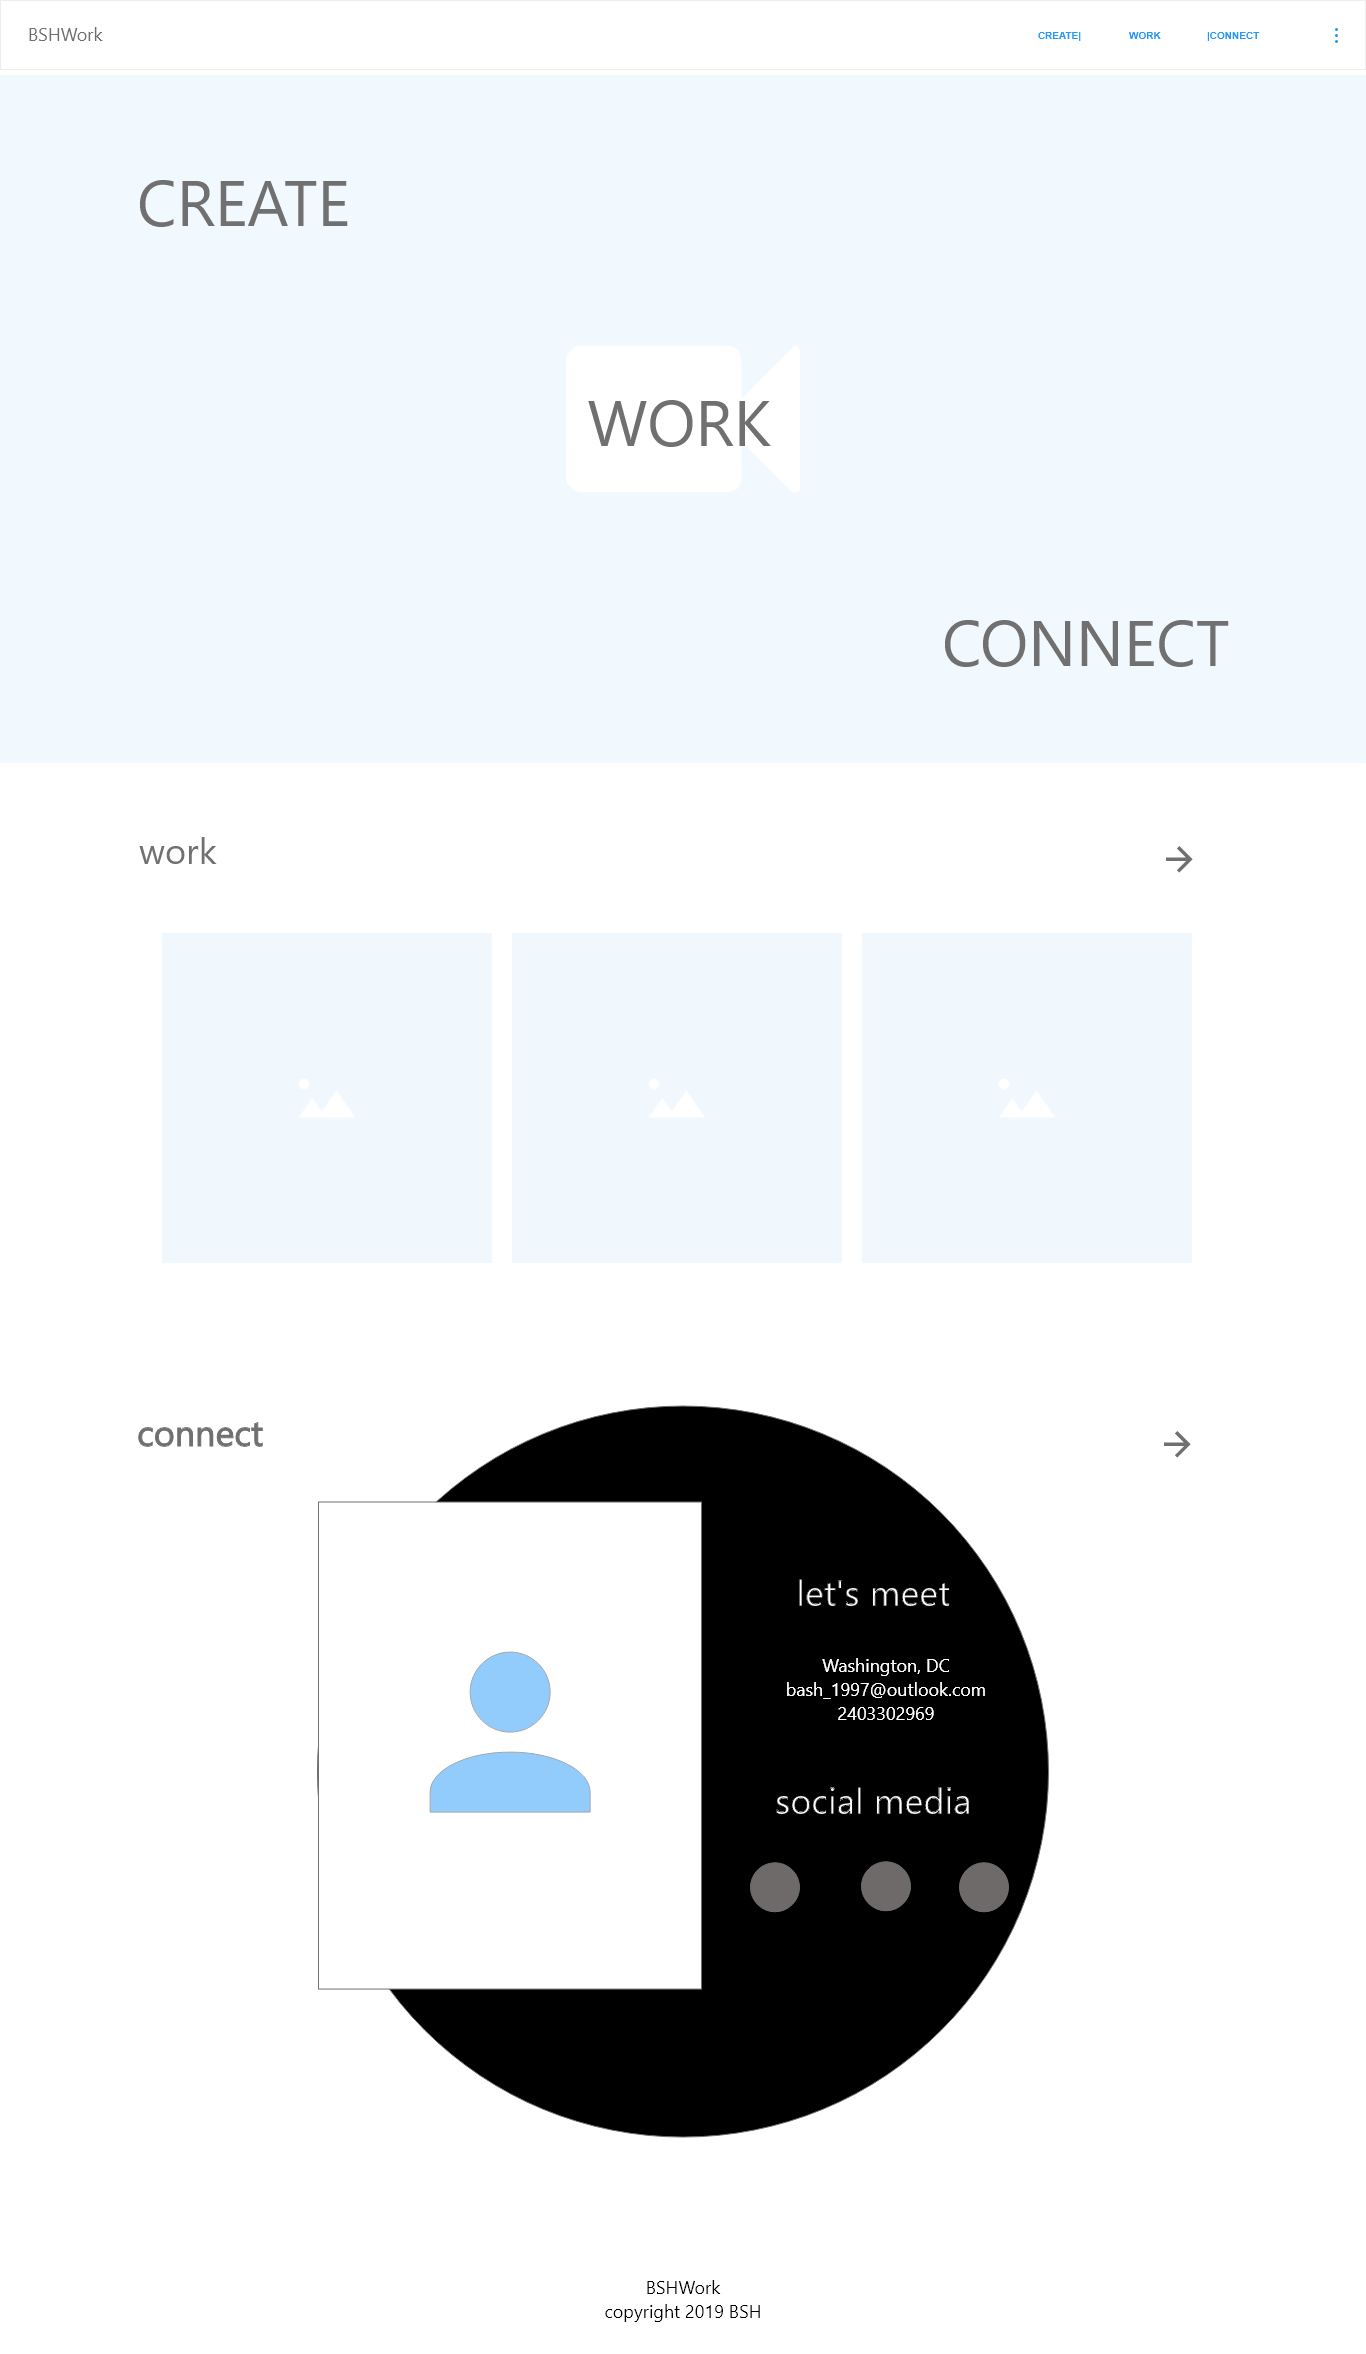 BSHWork
CREATE| WORK |CONNECT
CREATE
WORK
CONNECT
work
connect
let's meet
Washington, DC
bash_1997@outlook.com
2403302969
social media
BSHWork
copyright 2019 BSH